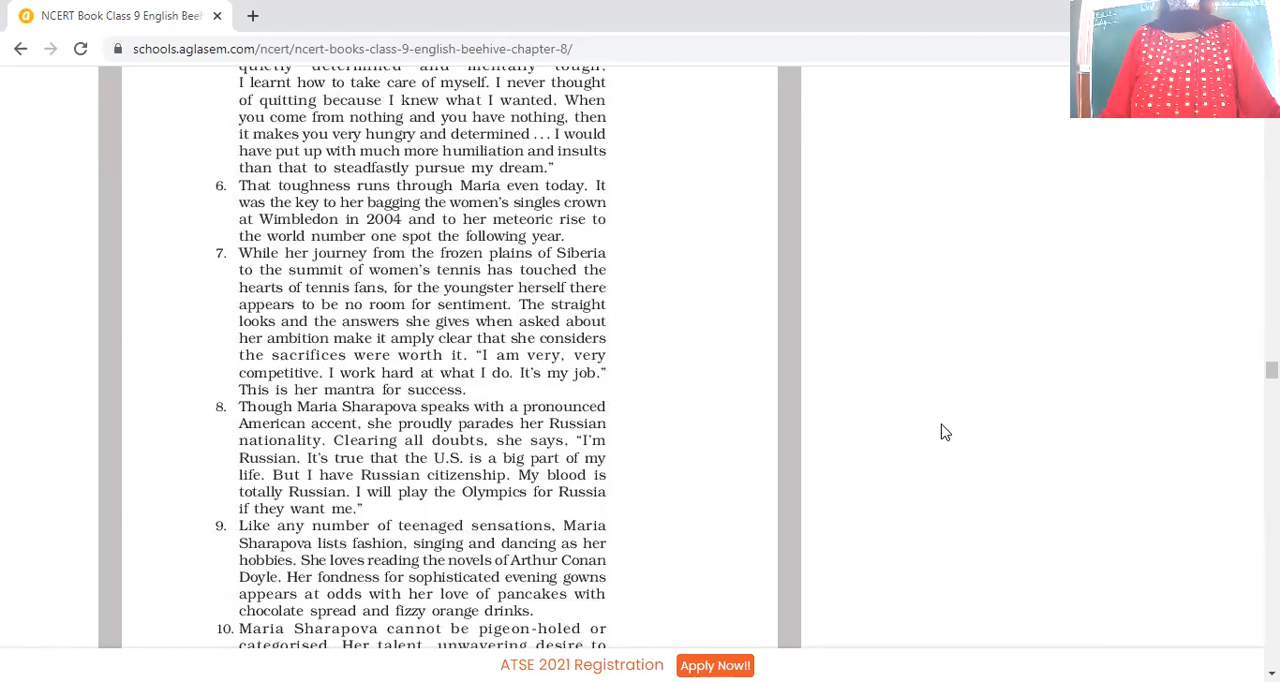 NCERT Book Class 9 English Beeh
schools.aglasem.com/ncert/ncert-books-class-9-english-beehive-chapter-8/
quietly determined and mentally tough.
I learnt how to take care of myself. I never thought
of quitting because I knew what I wanted. When
you come from nothing and you have nothing, then
it makes you very hungry and determined . . . I would
have put up with much more humiliation and insults
than that to steadfastly pursue my dream.”
6. That toughness runs through Maria even today. It
was the key to her bagging the women’s singles crown
at Wimbledon in 2004 and to her meteoric rise to
the world number one spot the following year.
7. While her journey from the frozen plains of Siberia
to the summit of women’s tennis has touched the
hearts of tennis fans, for the youngster herself there
appears to be no room for sentiment. The straight
looks and the answers she gives when asked about
her ambition make it amply clear that she considers
the sacrifices were worth it. “I am very, very
competitive. I work hard at what I do. It’s my job.”
This is her mantra for success.
8. Though Maria Sharapova speaks with a pronounced
American accent, she proudly parades her Russian
nationality. Clearing all doubts, she says, “I’m
Russian. It’s true that the U.S. is a big part of my
life. But I have Russian citizenship. My blood is
totally Russian. I will play the Olympics for Russia
if they want me.”
9. Like any number of teenaged sensations, Maria
Sharapova lists fashion, singing and dancing as her
hobbies. She loves reading the novels of Arthur Conan
Doyle. Her fondness for sophisticated evening gowns
appears at odds with her love of pancakes with
chocolate spread and fizzy orange drinks.
10. Maria Sharapova cannot be pigeon-holed or
categorised. Her talent, unwavering desire to
ATSE 2021 Registration
Apply Now!!